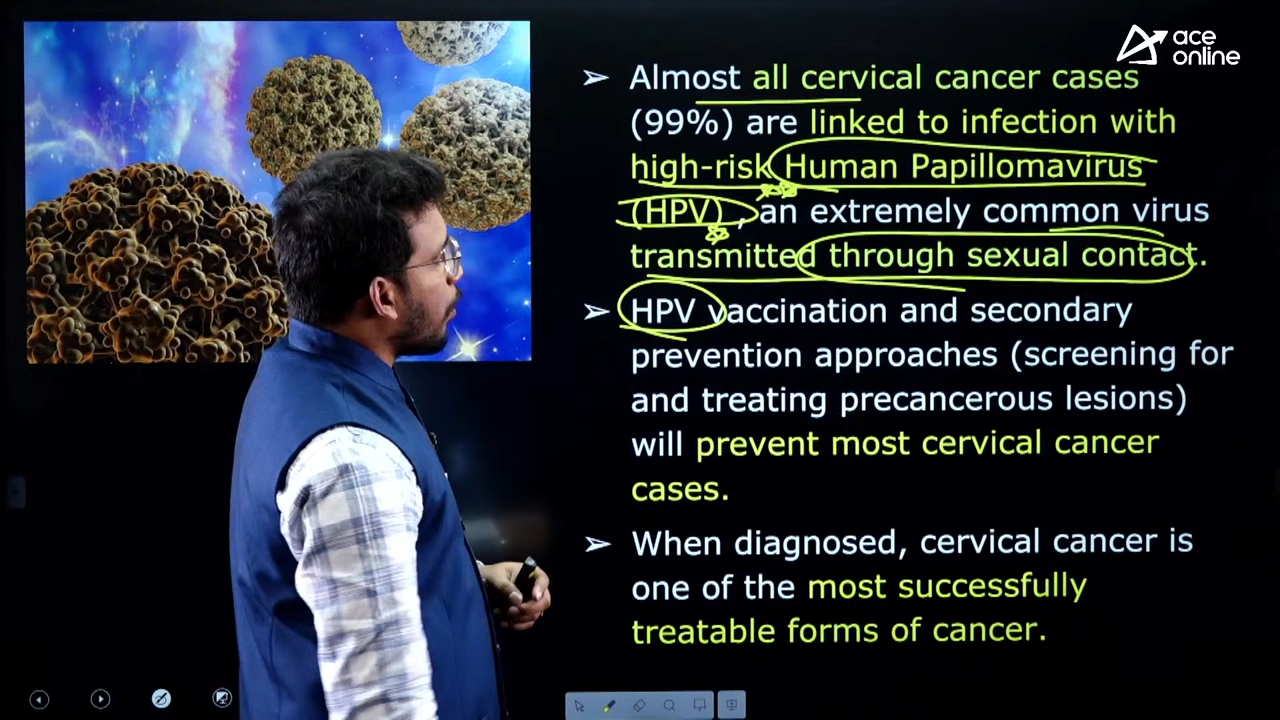 ace
online
➢ Almost all cervical cancer cases
(99%) are linked to infection with
high-risk Human Papillomavirus
(HPV) , an extremely common virus
transmitted through sexual contact.
➢ HPV vaccination and secondary
prevention approaches (screening for
and treating precancerous lesions)
will prevent most cervical cancer
cases.
➢ When diagnosed, cervical cancer is
one of the most successfully
treatable forms of cancer.